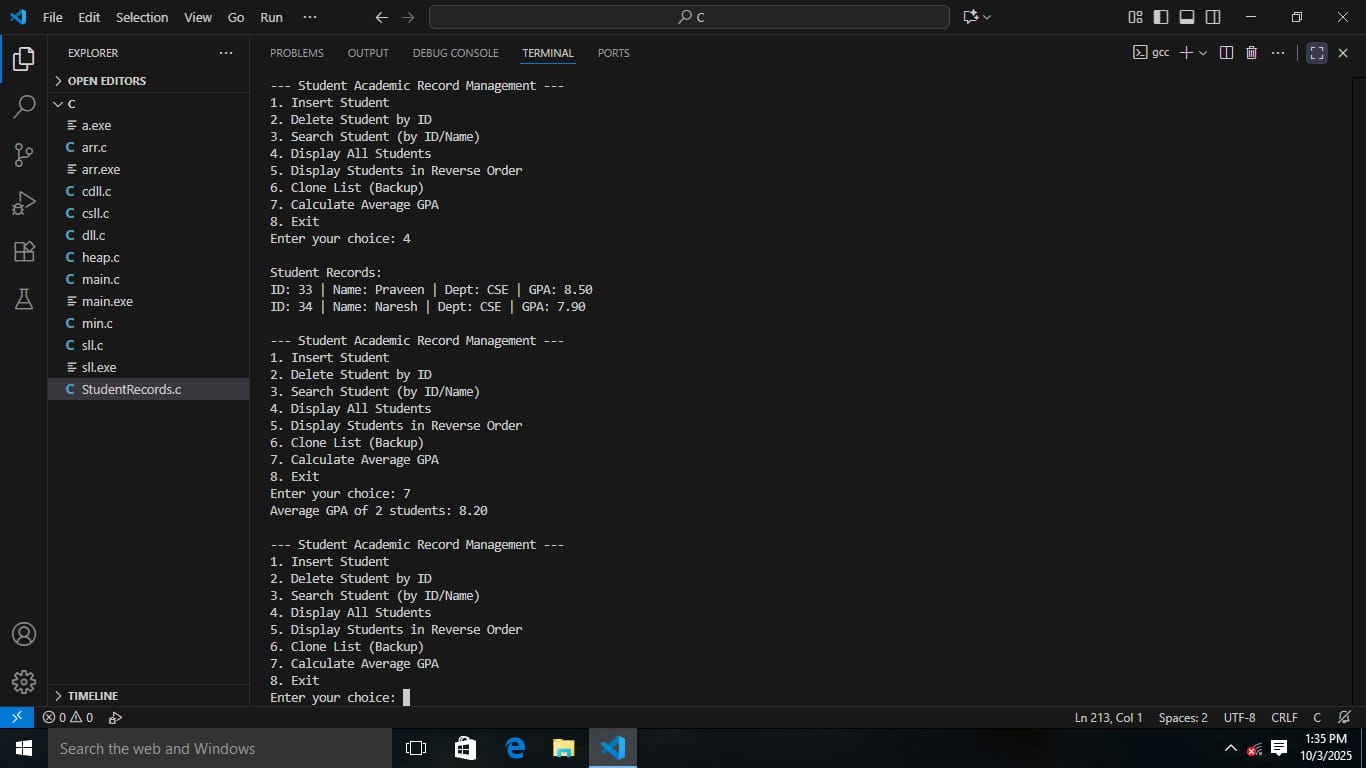 File Edit Selection View Go Run ··· C
EXPLORER ···
OPEN EDITORS
C
a.exe
C arr.c
arr.exe
C cdll.c
C csll.c
C dll.c
C heap.c
C main.c
main.exe
C min.c
C sll.c
sll.exe
C StudentRecords.c
TIMELINE
PROBLEMS OUTPUT DEBUG CONSOLE TERMINAL PORTS gcc ···
--- Student Academic Record Management ---
1. Insert Student
2. Delete Student by ID
3. Search Student (by ID/Name)
4. Display All Students
5. Display Students in Reverse Order
6. Clone List (Backup)
7. Calculate Average GPA
8. Exit
Enter your choice: 4
Student Records:
ID: 33 | Name: Praveen | Dept: CSE | GPA: 8.50
ID: 34 | Name: Naresh | Dept: CSE | GPA: 7.90
--- Student Academic Record Management ---
1. Insert Student
2. Delete Student by ID
3. Search Student (by ID/Name)
4. Display All Students
5. Display Students in Reverse Order
6. Clone List (Backup)
7. Calculate Average GPA
8. Exit
Enter your choice: 7
Average GPA of 2 students: 8.20
--- Student Academic Record Management ---
1. Insert Student
2. Delete Student by ID
3. Search Student (by ID/Name)
4. Display All Students
5. Display Students in Reverse Order
6. Clone List (Backup)
7. Calculate Average GPA
8. Exit
Enter your choice:
0 0 Ln 213, Col 1 Spaces: 2 UTF-8 CRLF C
Search the web and Windows
1:35 PM
10/3/2025